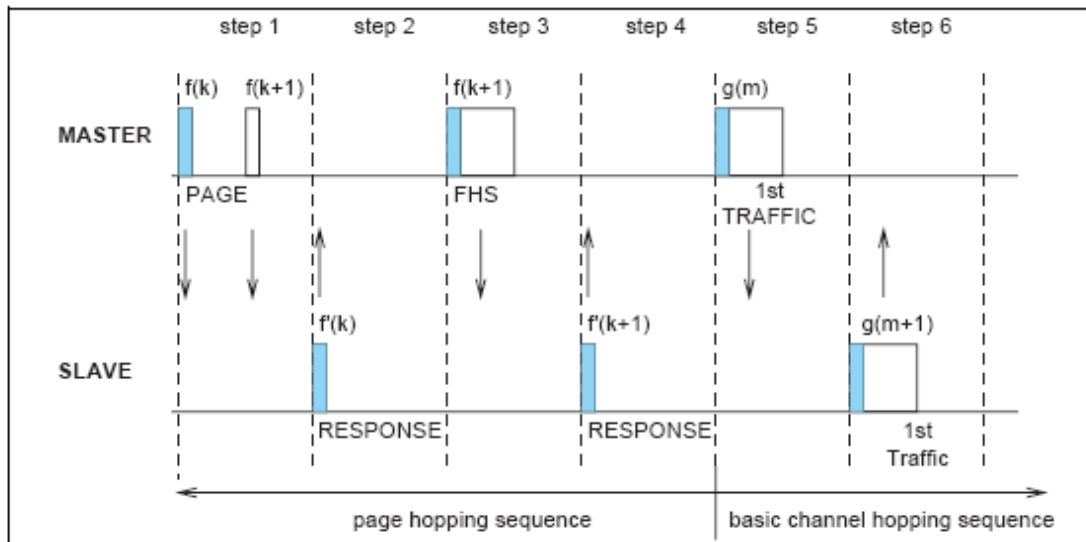 step 1 step 2 step 3 step 4 step 5 step 6
f(k) f(k+1) f(k+1) g(m)
MASTER
PAGE FHS 1st
TRAFFIC
f'(k) f'(k+1) g(m+1)
SLAVE
RESPONSE RESPONSE 1st
Traffic
page hopping sequence basic channel hopping sequence